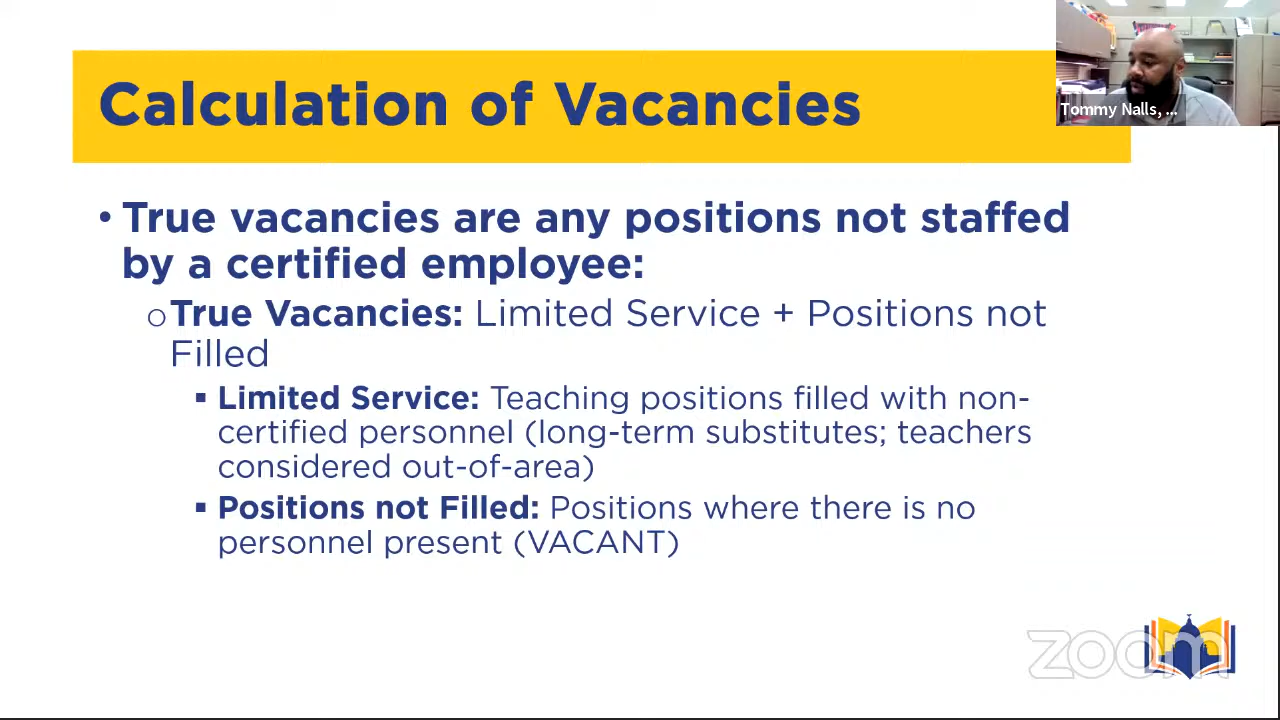 Calculation of Vacancies
Tommy Nalls, ...
• True vacancies are any positions not staffed
by a certified employee:
o True Vacancies: Limited Service + Positions not
Filled
▪ Limited Service: Teaching positions filled with non-
certified personnel (long-term substitutes; teachers
considered out-of-area)
▪ Positions not Filled: Positions where there is no
personnel present (VACANT)
zoom